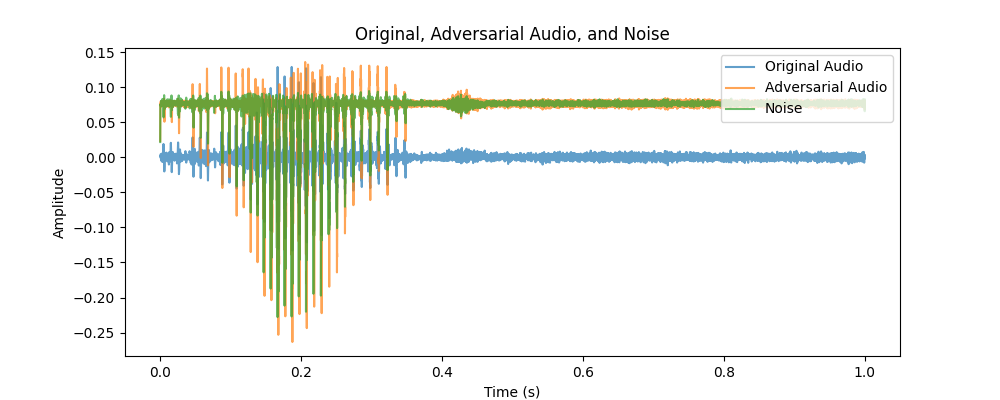 Original, Adversarial Audio, and Noise
Original Audio
Adversarial Audio
Noise
Amplitude
0.15
0.10
0.05
0.00
−0.05
−0.10
−0.15
−0.20
−0.25
0.0
0.2
0.4
0.6
0.8
1.0
Time (s)